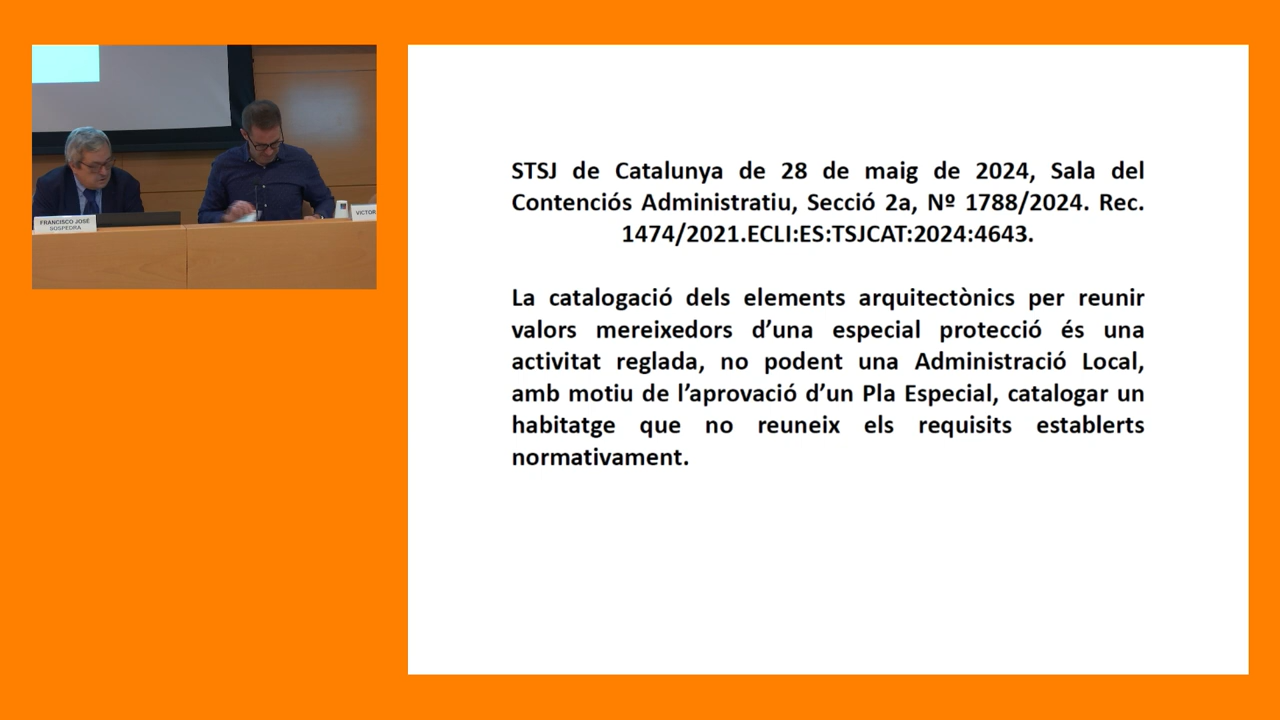 FRANCISCO JOSÉ
SOSPEDRA
VICTOR
STSJ de Catalunya de 28 de maig de 2024, Sala del
Contenciós Administratiu, Secció 2a, Nº 1788/2024. Rec.
1474/2021.ECLI:ES:TSJCAT:2024:4643.
La catalogació dels elements arquitectònics per reunir
valors mereixedors d’una especial protecció és una
activitat reglada, no podent una Administració Local,
amb motiu de l’aprovació d’un Pla Especial, catalogar un
habitatge que no reuneix els requisits establerts
normativament.